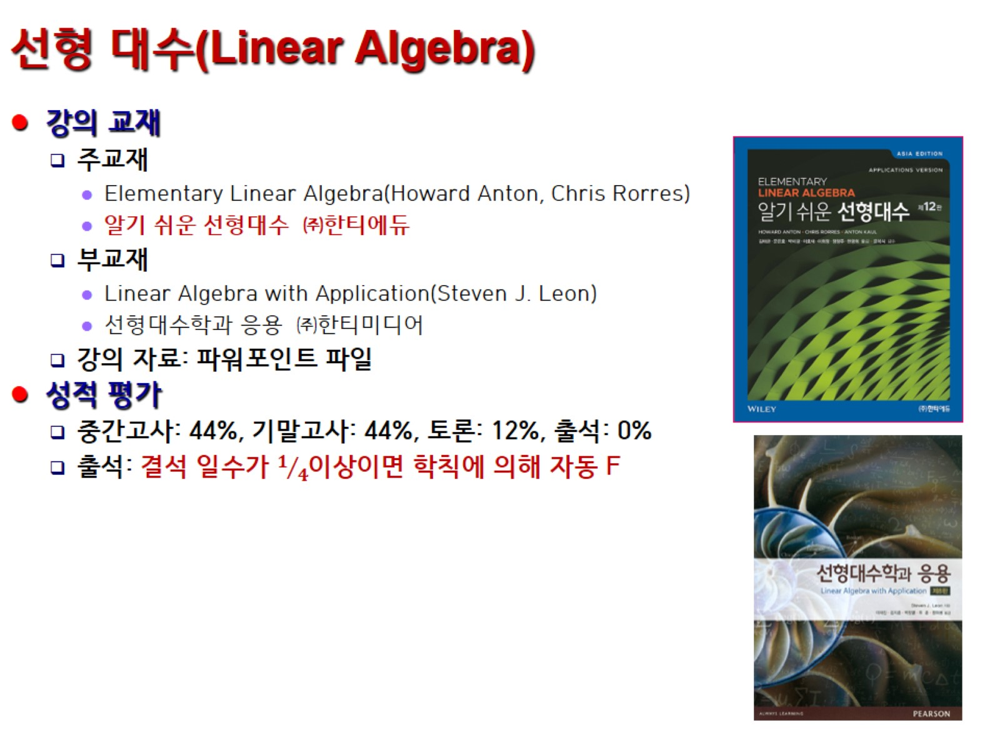 선형 대수(Linear Algebra)
강의 교재
주교재
Elementary Linear Algebra(Howard Anton, Chris Rorres)
알기 쉬운 선형대수 ㈜한티에듀
부교재
Linear Algebra with Application(Steven J. Leon)
선형대수학과 응용 ㈜한티미디어
강의 자료: 파워포인트 파일
성적 평가
중간고사: 44%, 기말고사: 44%, 토론: 12%, 출석: 0%
출석: 결석 일수가 1/4이상이면 학칙에 의해 자동 F
ASIA EDITION
APPLICATIONS VERSION
ELEMENTARY
LINEAR ALGEBRA
알기 쉬운 선형대수 제12판
HOWARD ANTON · CHRIS RORRES · ANTON KAUL
WILEY
(주)한티에듀
선형대수학과 응용
Linear Algebra with Application
Steven J. Leon
ALWAYS LEARNING
PEARSON